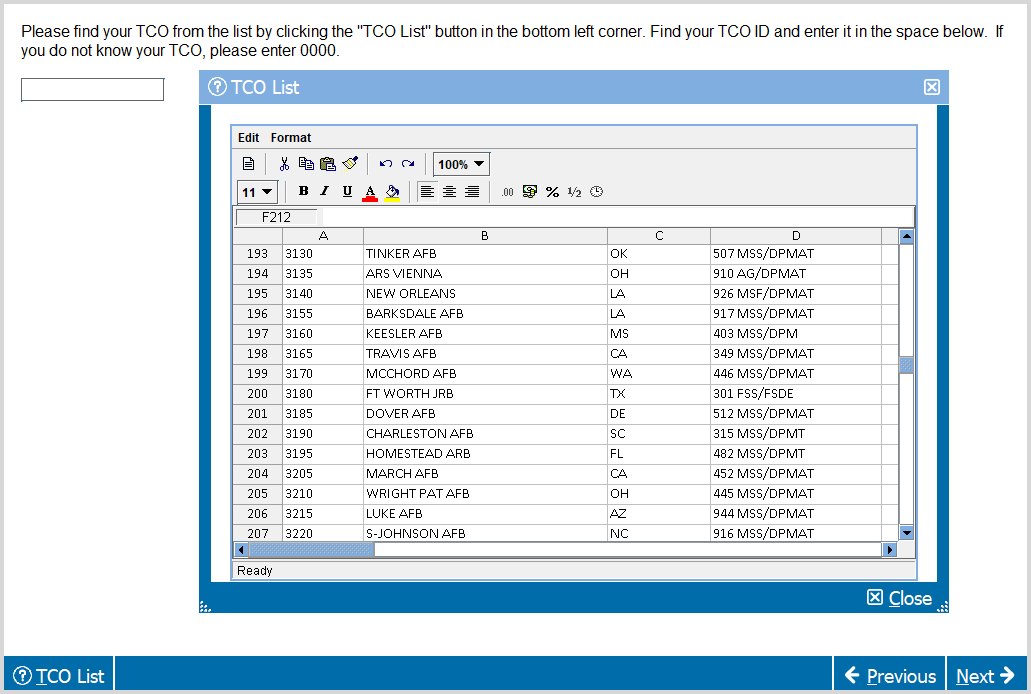 Please find your TCO from the list by clicking the "TCO List" button in the bottom left corner. Find your TCO ID and enter it in the space below.  If
you do not know your TCO, please enter 0000.
? TCO List
Edit Format
100%
11 B I U A .00 % 1/2
F212
A B C D
193 3130 TINKER AFB OK 507 MSS/DPMAT
194 3135 ARS VIENNA OH 910 AG/DPMAT
195 3140 NEW ORLEANS LA 926 MSF/DPMAT
196 3155 BARKSDALE AFB LA 917 MSS/DPMAT
197 3160 KEESLER AFB MS 403 MSS/DPM
198 3165 TRAVIS AFB CA 349 MSS/DPMAT
199 3170 MCCHORD AFB WA 446 MSS/DPMAT
200 3180 FT WORTH JRB TX 301 FSS/FSDE
201 3185 DOVER AFB DE 512 MSS/DPMAT
202 3190 CHARLESTON AFB SC 315 MSS/DPMT
203 3195 HOMESTEAD ARB FL 482 MSS/DPMT
204 3205 MARCH AFB CA 452 MSS/DPMAT
205 3210 WRIGHT PAT AFB OH 445 MSS/DPMAT
206 3215 LUKE AFB AZ 944 MSS/DPMAT
207 3220 S-JOHNSON AFB NC 916 MSS/DPMAT
Ready
Close
? TCO List Previous Next